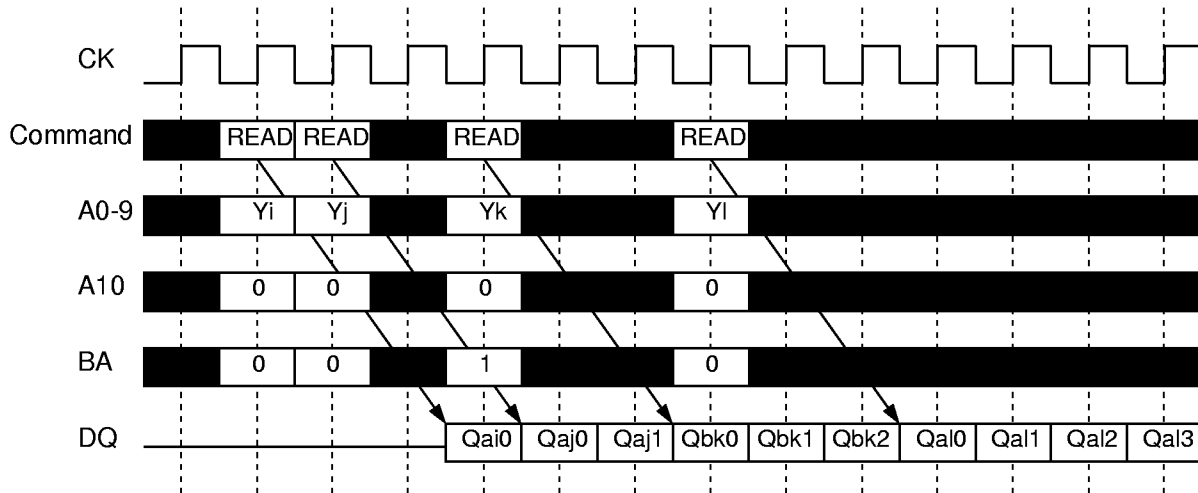 CK
Command READ READ READ READ
A0-9 Yi Yj Yk Yl
A10 0 0 0 0
BA 0 0 1 0
DQ Qai0 Qaj0 Qaj1 Qbk0 Qbk1 Qbk2 Qal0 Qal1 Qal2 Qal3